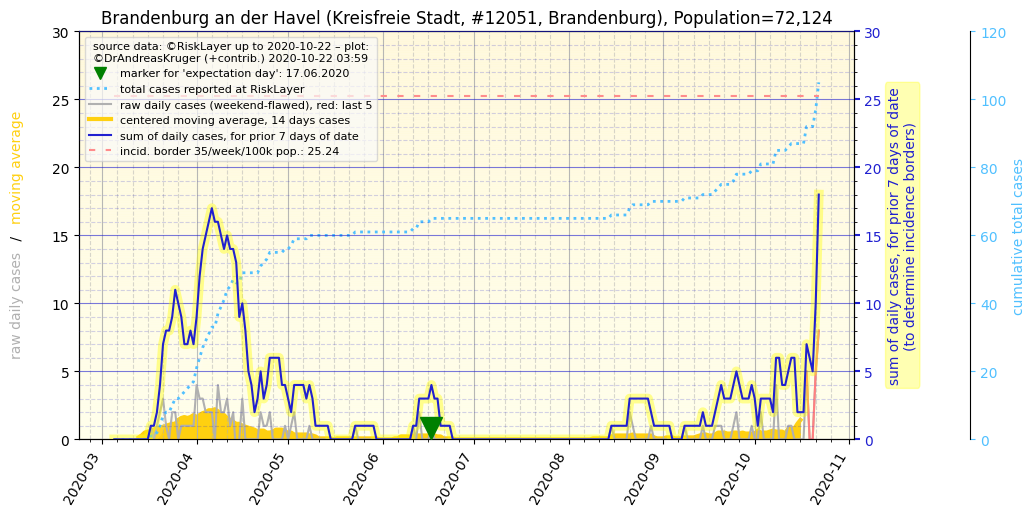 Brandenburg an der Havel (Kreisfreie Stadt, #12051, Brandenburg), Population=72,124
source data: ©RiskLayer up to 2020-10-22 – plot:
©DrAndreasKruger (+contrib.) 2020-10-22 03:59
marker for 'expectation day': 17.06.2020
total cases reported at RiskLayer
raw daily cases (weekend-flawed), red: last 5
centered moving average, 14 days cases
sum of daily cases, for prior 7 days of date
incid. border 35/week/100k pop.: 25.24
raw daily cases / moving average
30
25
20
15
10
5
0
30
25
20
15
10
5
0
sum of daily cases, for prior 7 days of date
(to determine incidence borders)
120
100
80
60
40
20
0
cumulative total cases
2020-03
2020-04
2020-05
2020-06
2020-07
2020-08
2020-09
2020-10
2020-11